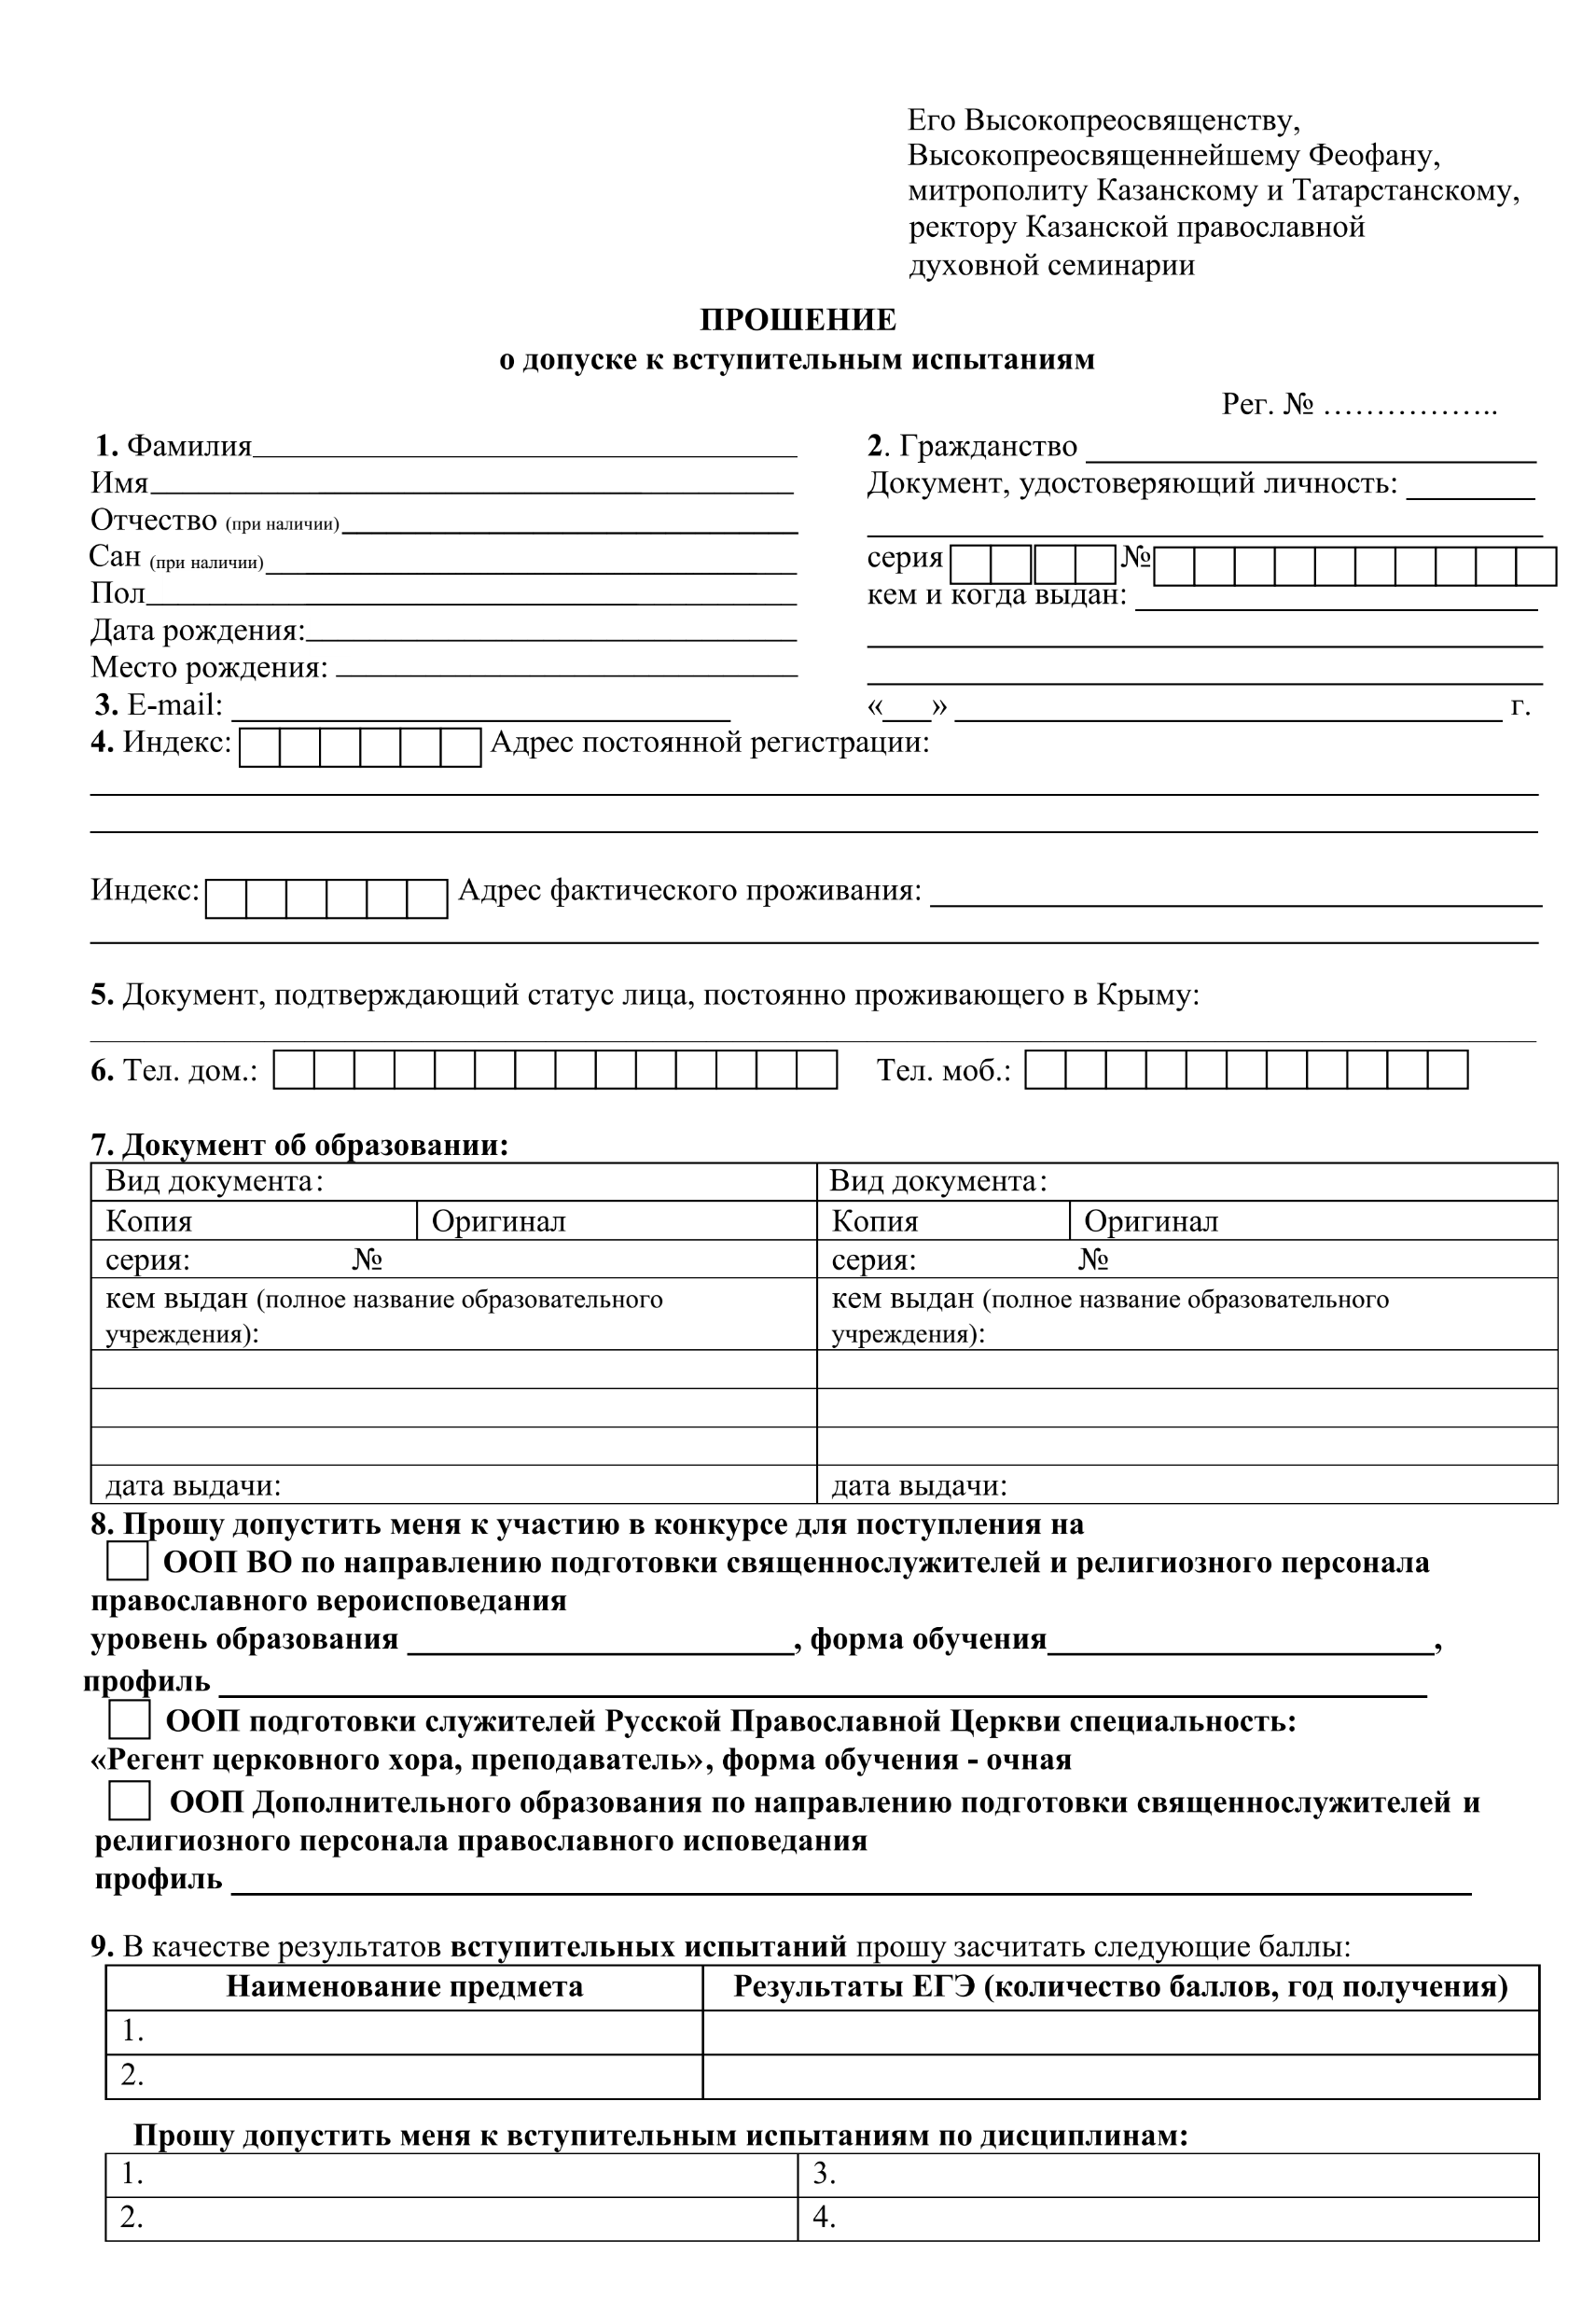 Его Высокопреосвященству,
Высокопреосвященнейшему Феофану,
митрополиту Казанскому и Татарстанскому,
ректору Казанской православной
духовной семинарии
ПРОШЕНИЕ
о допуске к вступительным испытаниям
Рег. № ……………..
1. Фамилия
Имя
Отчество (при наличии)
Сан (при наличии)
Пол
Дата рождения:
Место рождения:
3. E-mail:
2. Гражданство
Документ, удостоверяющий личность:
серия №
кем и когда выдан:
«___» г.
4. Индекс: Адрес постоянной регистрации:
Индекс: Адрес фактического проживания:
5. Документ, подтверждающий статус лица, постоянно проживающего в Крыму:
6. Тел. дом.: Тел. моб.:
7. Документ об образовании:
Вид документа: Вид документа:
Копия Оригинал Копия Оригинал
серия: № серия: №
кем выдан (полное название образовательного
учреждения):
кем выдан (полное название образовательного
учреждения):
дата выдачи: дата выдачи:
8. Прошу допустить меня к участию в конкурсе для поступления на
ООП ВО по направлению подготовки священнослужителей и религиозного персонала
православного вероисповедания
уровень образования , форма обучения ,
профиль
ООП подготовки служителей Русской Православной Церкви специальность:
«Регент церковного хора, преподаватель», форма обучения - очная
ООП Дополнительного образования по направлению подготовки священнослужителей и
религиозного персонала православного исповедания
профиль
9. В качестве результатов вступительных испытаний прошу засчитать следующие баллы:
Наименование предмета Результаты ЕГЭ (количество баллов, год получения)
1.
2.
Прошу допустить меня к вступительным испытаниям по дисциплинам:
1. 3.
2. 4.